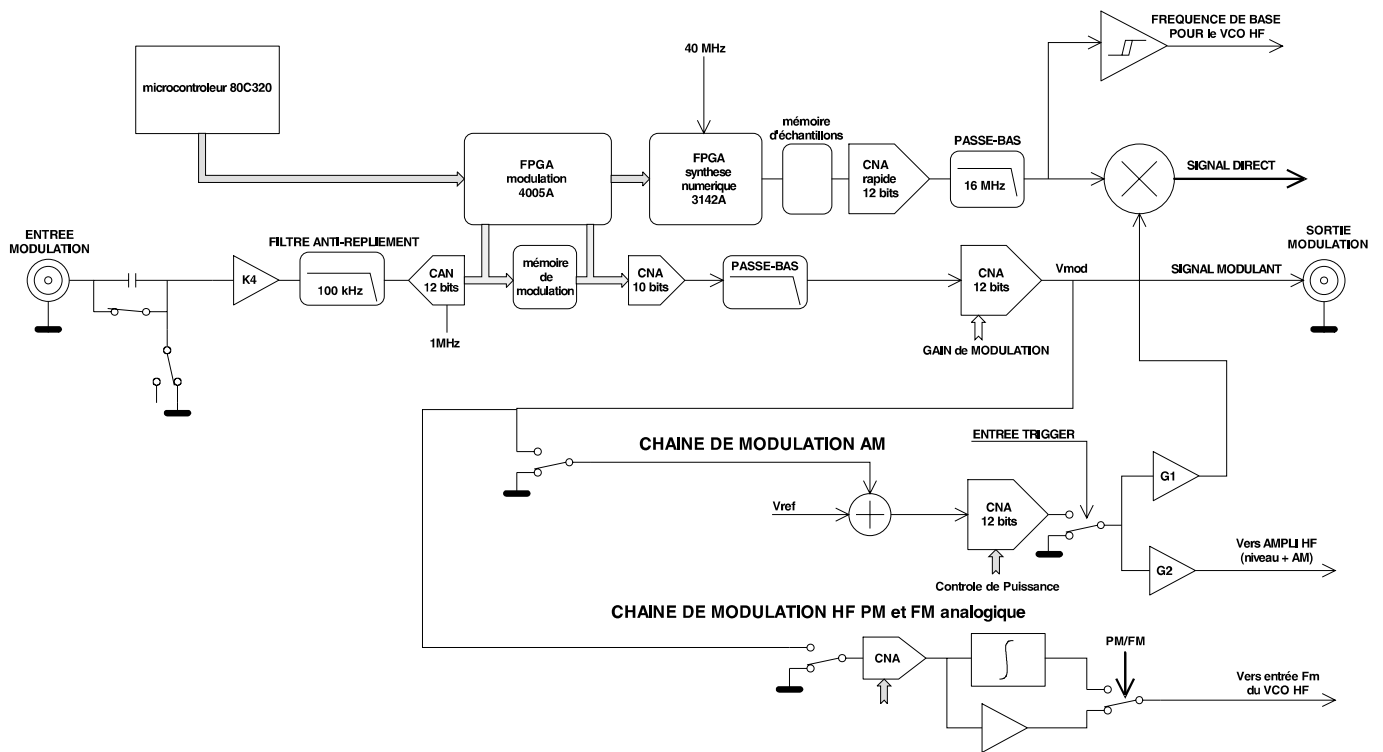 FRÉQUENCE DE BASE
POUR le VCO HF
40 MHz
microcontroleur 80C320
mémoire
d'échantillons
FPGA
modulation
4005A
FPGA
synthèse
numérique
3142A
CNA
rapide
12 bits
PASSE-BAS
16 MHz
SIGNAL DIRECT
ENTREE
MODULATION
FILTRE ANTI-REPLIEMENT
K4
100 kHz
CAN
12 bits
1MHz
mémoire
de
modulation
CNA
10 bits
PASSE-BAS
CNA
12 bits
GAIN de MODULATION
Vmod
SIGNAL MODULANT
SORTIE
MODULATION
CHAINE DE MODULATION AM
ENTREE TRIGGER
Vref
CNA
12 bits
Controle de Puissance
G1
G2
Vers AMPLI HF
(niveau + AM)
CHAINE DE MODULATION HF PM et FM analogique
CNA
PM/FM
Vers entrée Fm
du VCO HF